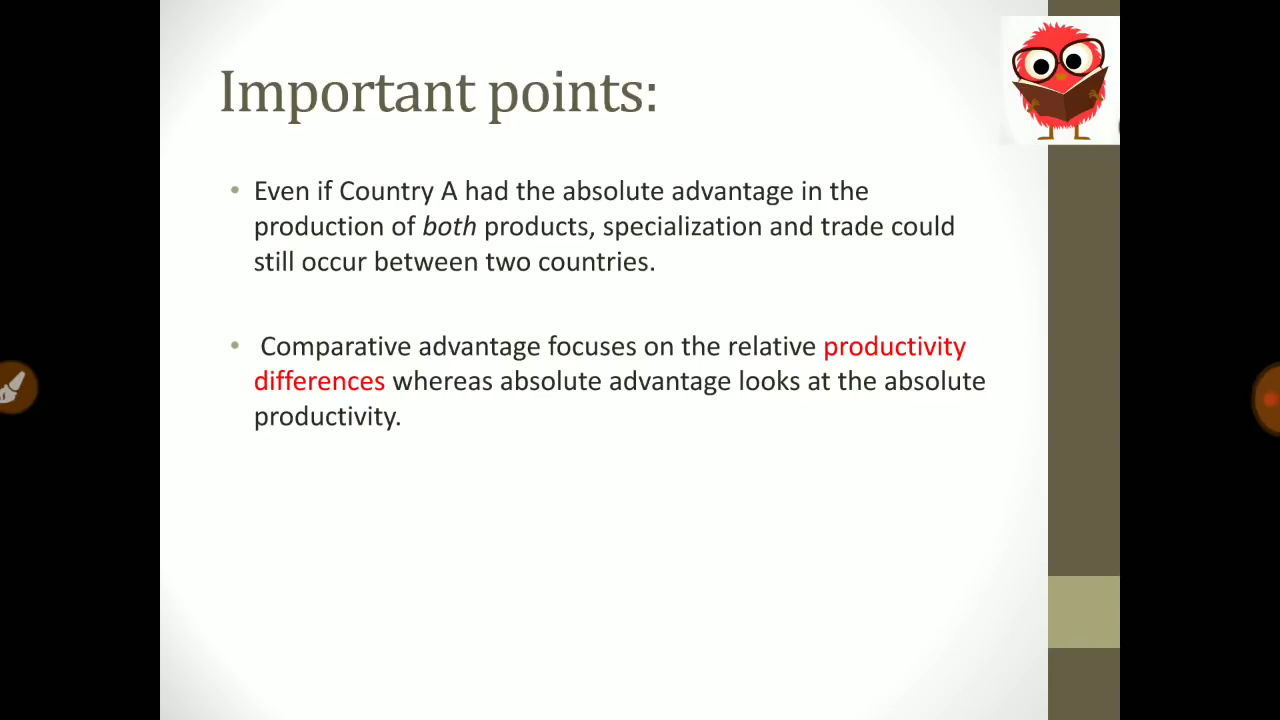 Important points:
• Even if Country A had the absolute advantage in the
production of both products, specialization and trade could
still occur between two countries.
• Comparative advantage focuses on the relative productivity
differences whereas absolute advantage looks at the absolute
productivity.